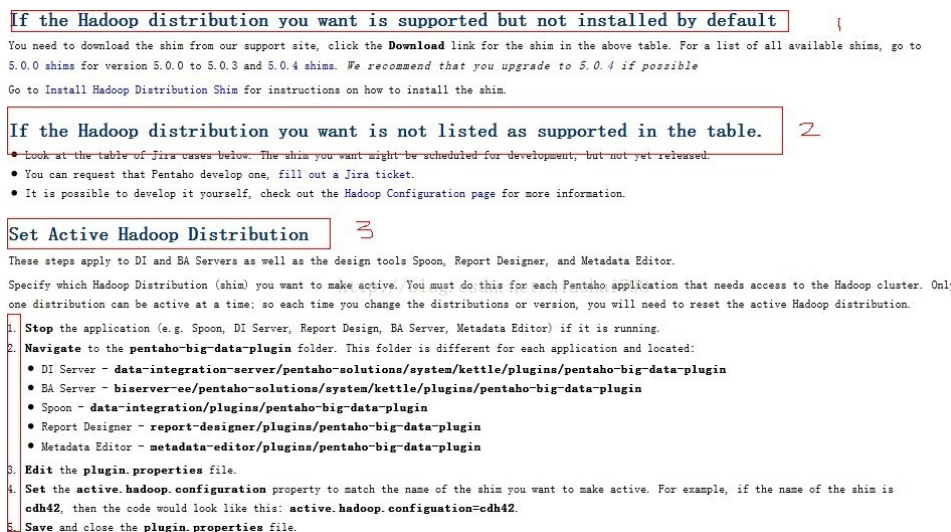 If the Hadoop distribution you want is supported but not installed by default
1
You need to download the shim from our support site, click the Download link for the shim in the above table. For a list of all available shims, go to
5.0.0 shims for version 5.0.0 to 5.0.3 and 5.0.4 shims. We recommend that you upgrade to 5.0.4 if possible
Go to Install Hadoop Distribution Shim for instructions on how to install the shim.
If the Hadoop distribution you want is not listed as supported in the table.
2
● Look at the table of Jira cases below. The shim you want might be scheduled for development, but not yet released.
● You can request that Pentaho develop one, fill out a Jira ticket.
● It is possible to develop it yourself, check out the Hadoop Configuration page for more information.
Set Active Hadoop Distribution
3
These steps apply to DI and BA Servers as well as the design tools Spoon, Report Designer, and Metadata Editor.
Specify which Hadoop Distribution (shim) you want to make active. You must do this for each Pentaho application that needs access to the Hadoop cluster. Onl
one distribution can be active at a time; so each time you change the distributions or version, you will need to reset the active Hadoop distribution.
1. Stop the application (e.g. Spoon, DI Server, Report Design, BA Server, Metadata Editor) if it is running.
2. Navigate to the pentaho-big-data-plugin folder. This folder is different for each application and located:
● DI Server - data-integration-server/pentaho-solutions/system/kettle/plugins/pentaho-big-data-plugin
● BA Server - biserver-ee/pentaho-solutions/system/kettle/plugins/pentaho-big-data-plugin
● Spoon - data-integration/plugins/pentaho-big-data-plugin
● Report Designer - report-designer/plugins/pentaho-big-data-plugin
● Metadata Editor - metadata-editor/plugins/pentaho-big-data-plugin
3. Edit the plugin.properties file.
4. Set the active.hadoop.configuration property to match the name of the shim you want to make active. For example, if the name of the shim is
cdh42, then the code would look like this: active.hadoop.configuation=cdh42.
5. Save and close the plugin.properties file.